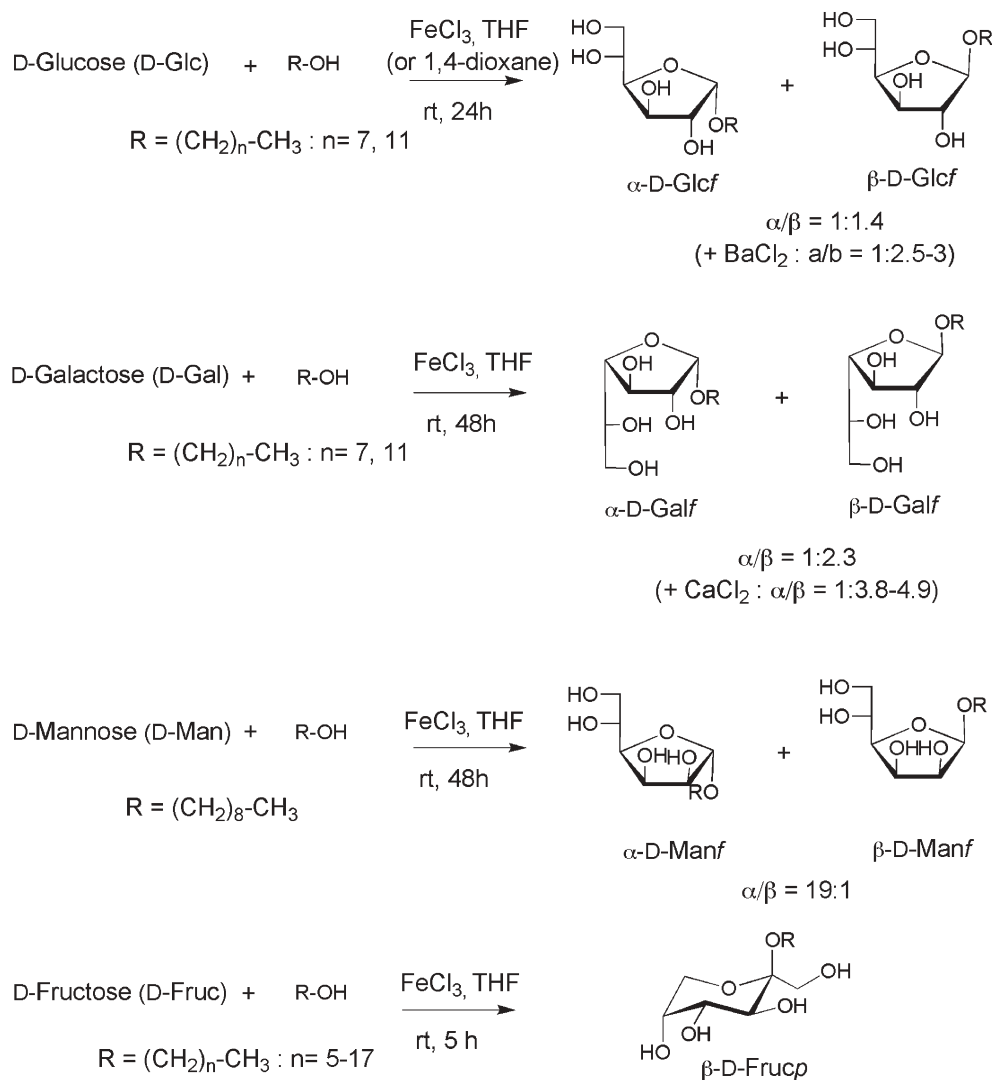 D-Glucose (D-Glc) + R-OH
FeCl₃, THF
(or 1,4-dioxane)
rt, 24h
R = (CH₂)ₙ-CH₃ : n= 7, 11
HO
HO
O
OH
OR
OH
α-D-Glcf
+
HO
HO
OR
O
OH
OH
β-D-Glcf
α/β = 1:1.4
(+ BaCl₂ : a/b = 1:2.5-3)
D-Galactose (D-Gal) + R-OH
FeCl₃, THF
rt, 48h
R = (CH₂)ₙ-CH₃ : n= 7, 11
O
OH
OR
OH
OH
OH
α-D-Galf
+
OR
O
OH
OH
OH
OH
β-D-Galf
α/β = 1:2.3
(+ CaCl₂ : α/β = 1:3.8-4.9)
D-Mannose (D-Man) + R-OH
FeCl₃, THF
rt, 48h
R = (CH₂)₈-CH₃
HO
HO
O
OHHO
RO
α-D-Manf
+
HO
HO
OR
O
OHHO
β-D-Manf
α/β = 19:1
D-Fructose (D-Fruc) + R-OH
FeCl₃, THF
rt, 5 h
R = (CH₂)ₙ-CH₃ : n= 5-17
OR
OH
O
OH
OH
HO
β-D-Frucp